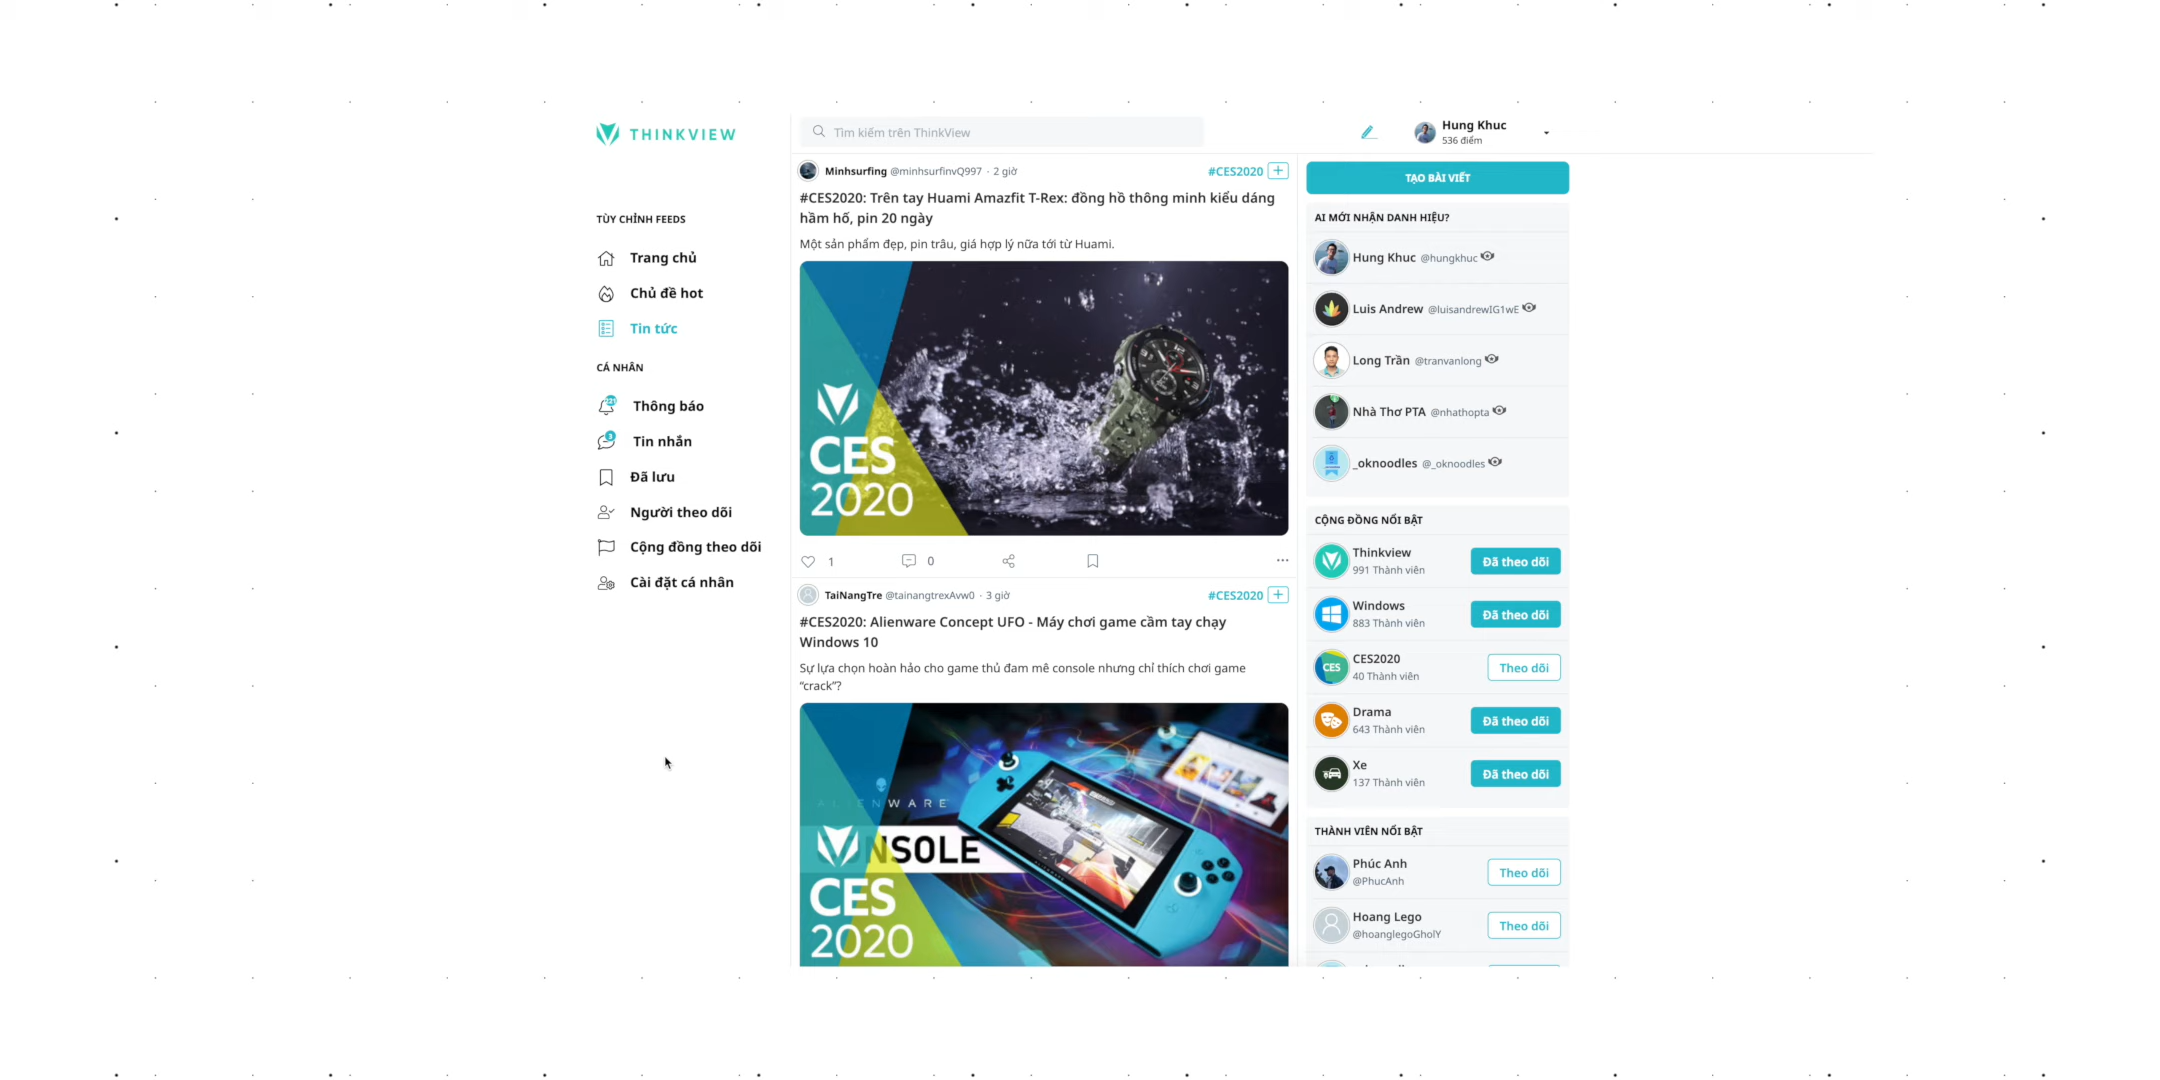 THINKVIEW
Tìm kiếm trên ThinkView
Hung Khuc
536 điểm
TÙY CHỈNH FEEDS
Trang chủ
Chủ đề hot
Tin tức
CÁ NHÂN
Thông báo
3
Tin nhắn
Đã lưu
Người theo dõi
Cộng đồng theo dõi
Cài đặt cá nhân
Minhsurfing @minhsurfinvQ997 · 2 giờ
#CES2020
#CES2020: Trên tay Huami Amazfit T-Rex: đồng hồ thông minh kiểu dáng
hầm hố, pin 20 ngày
Một sản phẩm đẹp, pin trâu, giá hợp lý nữa tới từ Huami.
CES
2020
1
0
TaiNangTre @tainangtrexAvw0 · 3 giờ
#CES2020
#CES2020: Alienware Concept UFO - Máy chơi game cầm tay chạy
Windows 10
Sự lựa chọn hoàn hảo cho game thủ đam mê console nhưng chỉ thích chơi game
“crack”?
ALIENWARE
NSOLE
CES
2020
TẠO BÀI VIẾT
AI MỚI NHẬN DANH HIỆU?
Hung Khuc @hungkhuc
Luis Andrew @luisandrewIG1wE
Long Trần @tranvanlong
Nhà Thơ PTA @nhathopta
_oknoodles @_oknoodles
CỘNG ĐỒNG NỔI BẬT
Thinkview
991 Thành viên
Đã theo dõi
Windows
883 Thành viên
Đã theo dõi
CES
CES2020
40 Thành viên
Theo dõi
Drama
643 Thành viên
Đã theo dõi
Xe
137 Thành viên
Đã theo dõi
THÀNH VIÊN NỔI BẬT
Phúc Anh
@PhucAnh
Theo dõi
Hoang Lego
@hoanglegoGholY
Theo dõi